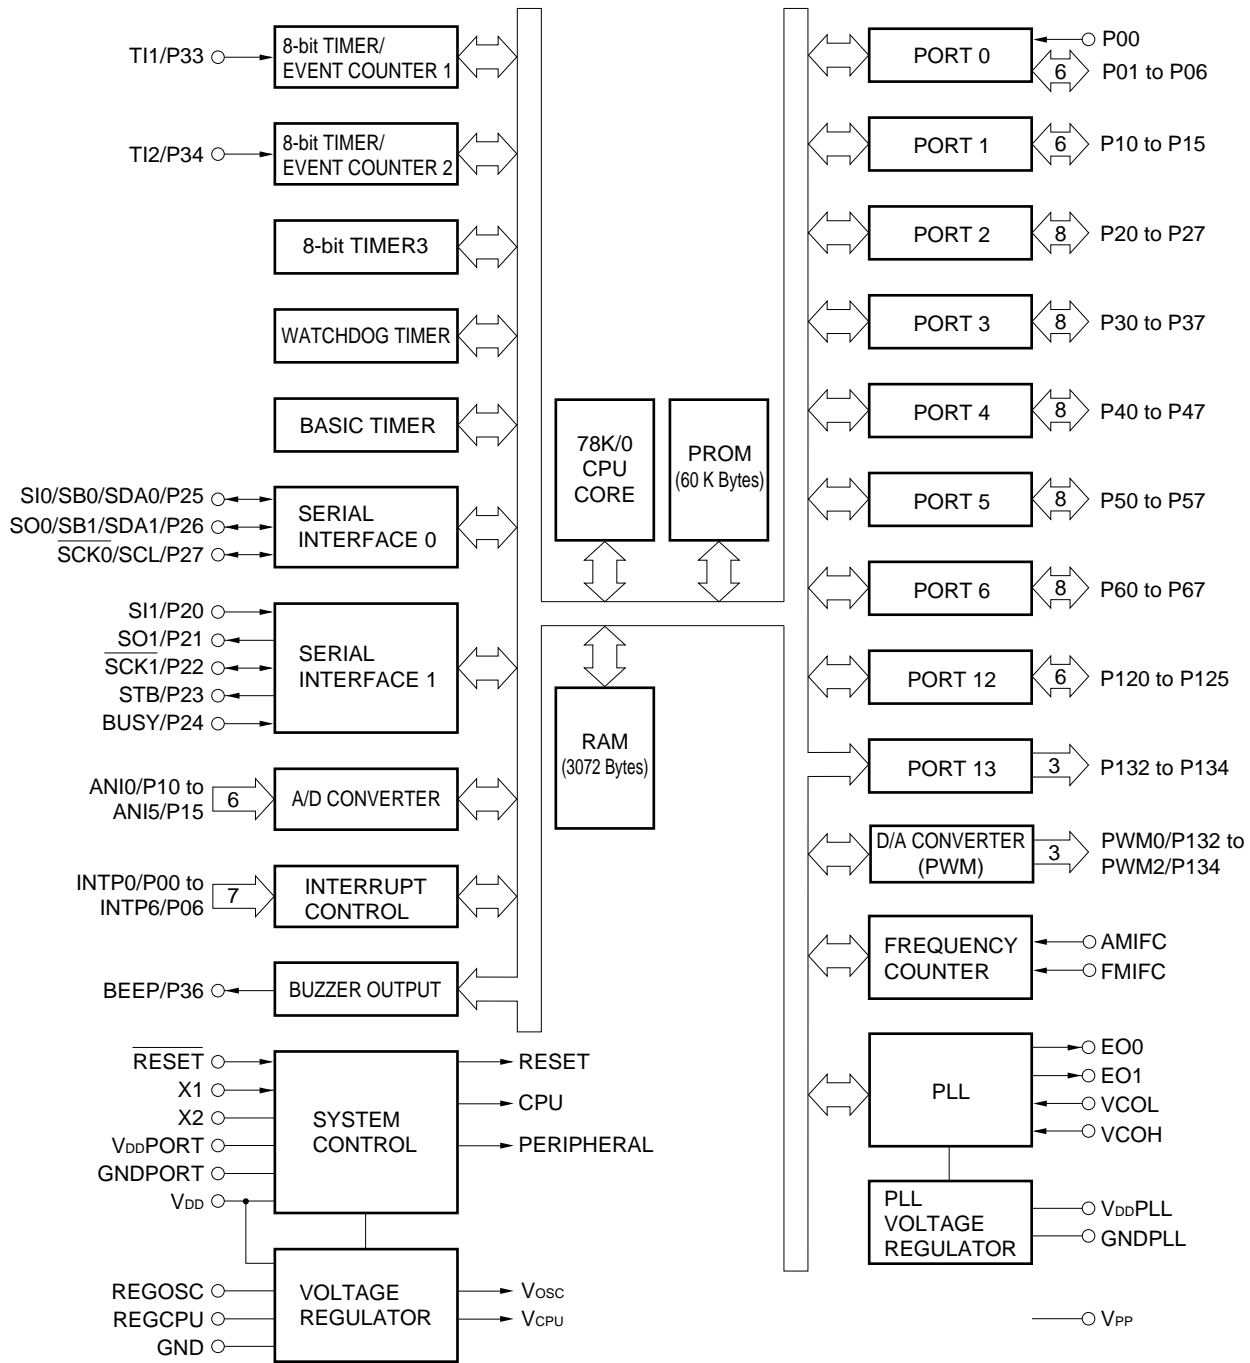 TI1/P33
8-bit TIMER/
EVENT COUNTER 1
TI2/P34
8-bit TIMER/
EVENT COUNTER 2
8-bit TIMER3
WATCHDOG TIMER
BASIC TIMER
SI0/SB0/SDA0/P25
SO0/SB1/SDA1/P26
SCK0/SCL/P27
SERIAL
INTERFACE 0
SI1/P20
SO1/P21
SCK1/P22
STB/P23
BUSY/P24
SERIAL
INTERFACE 1
ANI0/P10 to
ANI5/P15
6
A/D CONVERTER
INTP0/P00 to
INTP6/P06
7
INTERRUPT
CONTROL
BEEP/P36
BUZZER OUTPUT
RESET
X1
X2
VDDPORT
GNDPORT
VDD
SYSTEM
CONTROL
RESET
CPU
PERIPHERAL
REGOSC
REGCPU
GND
VOLTAGE
REGULATOR
VOSC
VCPU
78K/0
CPU
CORE
PROM
(60 K Bytes)
RAM
(3072 Bytes)
PORT 0
P00
6
P01 to P06
PORT 1
6
P10 to P15
PORT 2
8
P20 to P27
PORT 3
8
P30 to P37
PORT 4
8
P40 to P47
PORT 5
8
P50 to P57
PORT 6
8
P60 to P67
PORT 12
6
P120 to P125
PORT 13
3
P132 to P134
D/A CONVERTER
(PWM)
3
PWM0/P132 to
PWM2/P134
FREQUENCY
COUNTER
AMIFC
FMIFC
PLL
EO0
EO1
VCOL
VCOH
PLL
VOLTAGE
REGULATOR
VDDPLL
GNDPLL
VPP